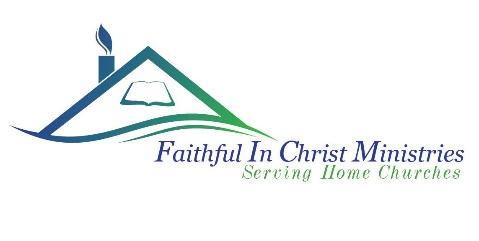 Faithful In Christ Ministries
Serving Home Churches